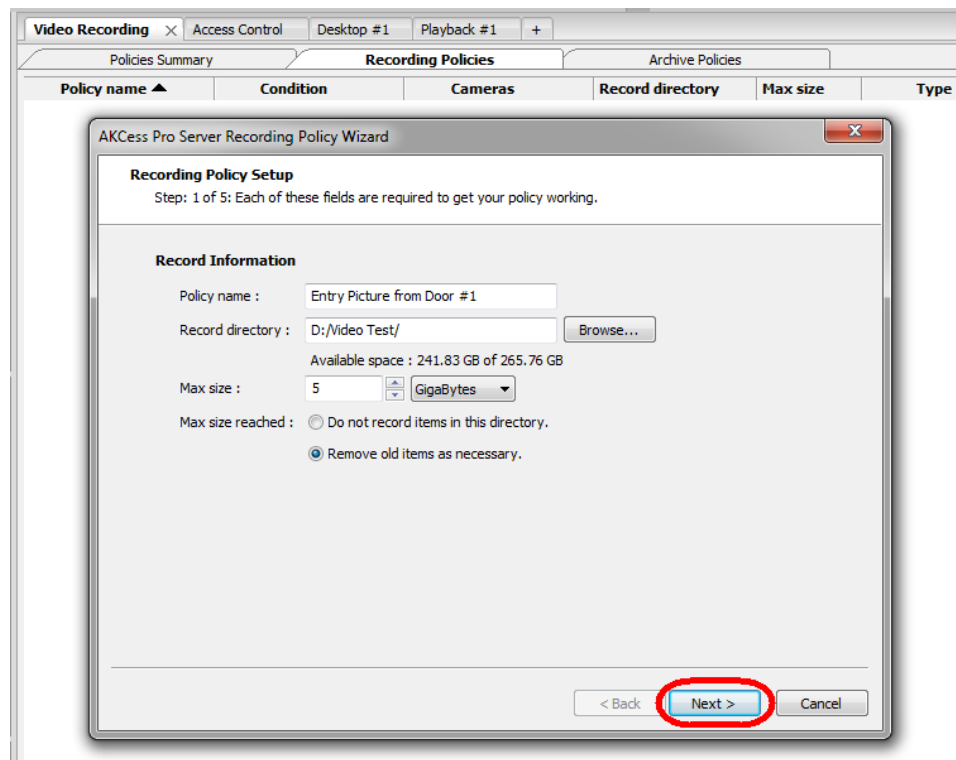 Video Recording × Access Control Desktop #1 Playback #1 +
Policies Summary Recording Policies Archive Policies
Policy name Condition Cameras Record directory Max size Type
AKCess Pro Server Recording Policy Wizard
Recording Policy Setup
Step: 1 of 5: Each of these fields are required to get your policy working.
Record Information
Policy name : Entry Picture from Door #1
Record directory : D:/Video Test/ Browse...
Available space : 241.83 GB of 265.76 GB
Max size : 5 GigaBytes
Max size reached : Do not record items in this directory.
Remove old items as necessary.
< Back Next > Cancel